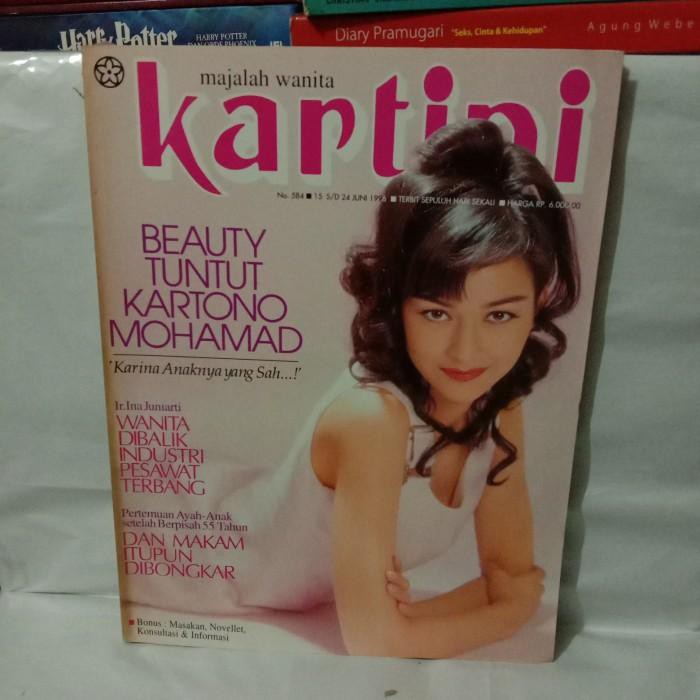 Harry Potter
HARRY POTTER
Diary Pramugari "Seks, Cinta & Kehidupan" Agung Webe
majalah wanita
kartini
No. 584 ■ 15 S/D 24 JUNI 1996 ■ TERBIT SEPULUH HARI SEKALI ■ HARGA RP. 6.000,00
BEAUTY
TUNTUT
KARTONO
MOHAMAD
"Karina Anaknya yang Sah...!"
Ir.Ina Juniarti
WANITA
DIBALIK
INDUSTRI
PESAWAT
TERBANG
Pertemuan Ayah-Anak
setelah Berpisah 55 Tahun
DAN MAKAM
ITUPUN
DIBONGKAR
■ Bonus : Masakan, Novellet,
Konsultasi & Informasi